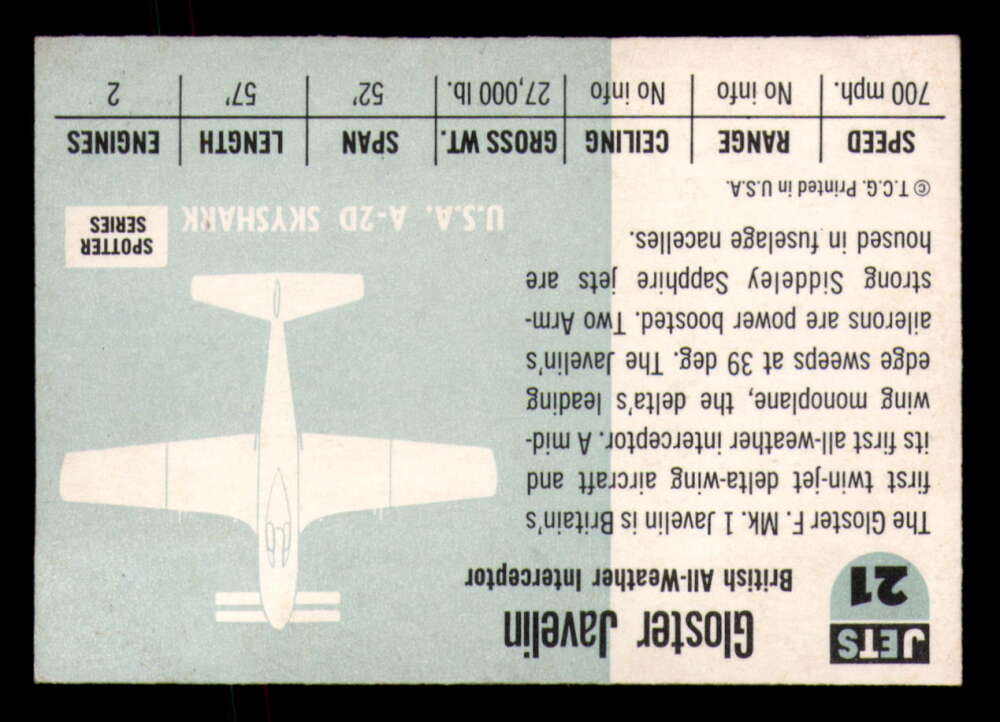 JETS
21
Gloster Javelin
British All-Weather Interceptor
The Gloster F. Mk. 1 Javelin is Britain's
first twin-jet delta-wing aircraft and
its first all-weather interceptor. A mid-
wing monoplane, the delta's leading
edge sweeps at 39 deg. The Javelin's
ailerons are power boosted. Two Arm-
strong Siddeley Sapphire jets are
housed in fuselage nacelles.
© T.C.G. Printed in U.S.A.
U.S.A. A-2D SKYSHARK
SPOTTER
SERIES
SPEED RANGE CEILING GROSS WT. SPAN LENGTH ENGINES
700 mph. No info No info 27,000 lb. 52' 57' 2